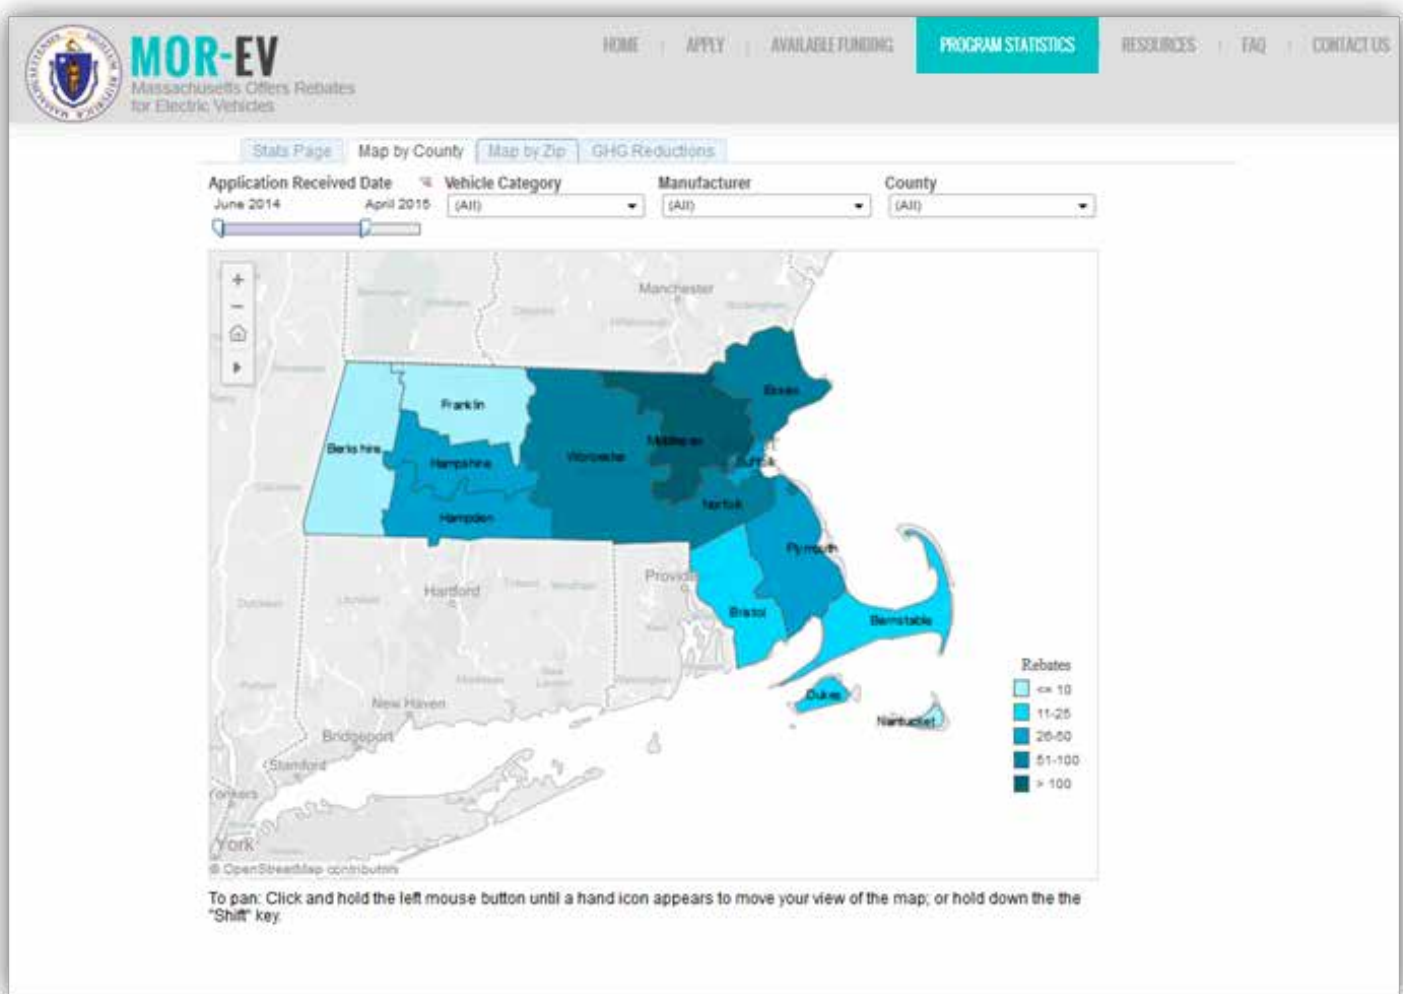 MOR-EV
Massachusetts Offers Rebates
for Electric Vehicles
HOME
APPLY
AVAILABLE FUNDING
PROGRAM STATISTICS
RESOURCES
FAQ
CONTACT US
Stats Page
Map by County
Map by Zip
GHG Reductions
Application Received Date
June 2014
April 2015
Vehicle Category
(All)
Manufacturer
(All)
County
(All)
Manchester
Essex
Franklin
Berkshire
Middlesex
Worcester
Hampshire
Suffolk
Norfolk
Hampden
Plymouth
Hartford
Bristol
Barnstable
Rebates
<= 10
11-25
26-50
51-100
> 100
Dukes
Nantucket
New Haven
Bridgeport
Stamford
Yonkers
York
© OpenStreetMap contributors
To pan: Click and hold the left mouse button until a hand icon appears to move your view of the map; or hold down the the
"Shift" key.